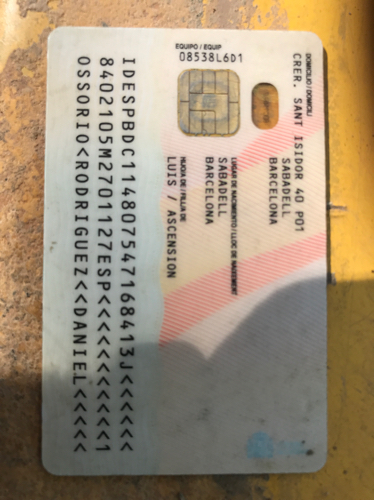 EQUIPO / EQUIP
08538L6D1
DOMICILIO / DOMICILI
CRER. SANT ISIDOR 40 P01
SABADELL
BARCELONA
LUGAR DE NACIMIENTO / LLOC DE NAIXEMENT
SABADELL
BARCELONA
HIJO/A DE / FILL/A DE
LUIS / ASCENSION
IDESPBDC114807547168413J<<<<<<
8402105M2701127ESP<<<<<<<<<<<1
OSSORIO<RODRIGUEZ<<DANIEL<<<<<